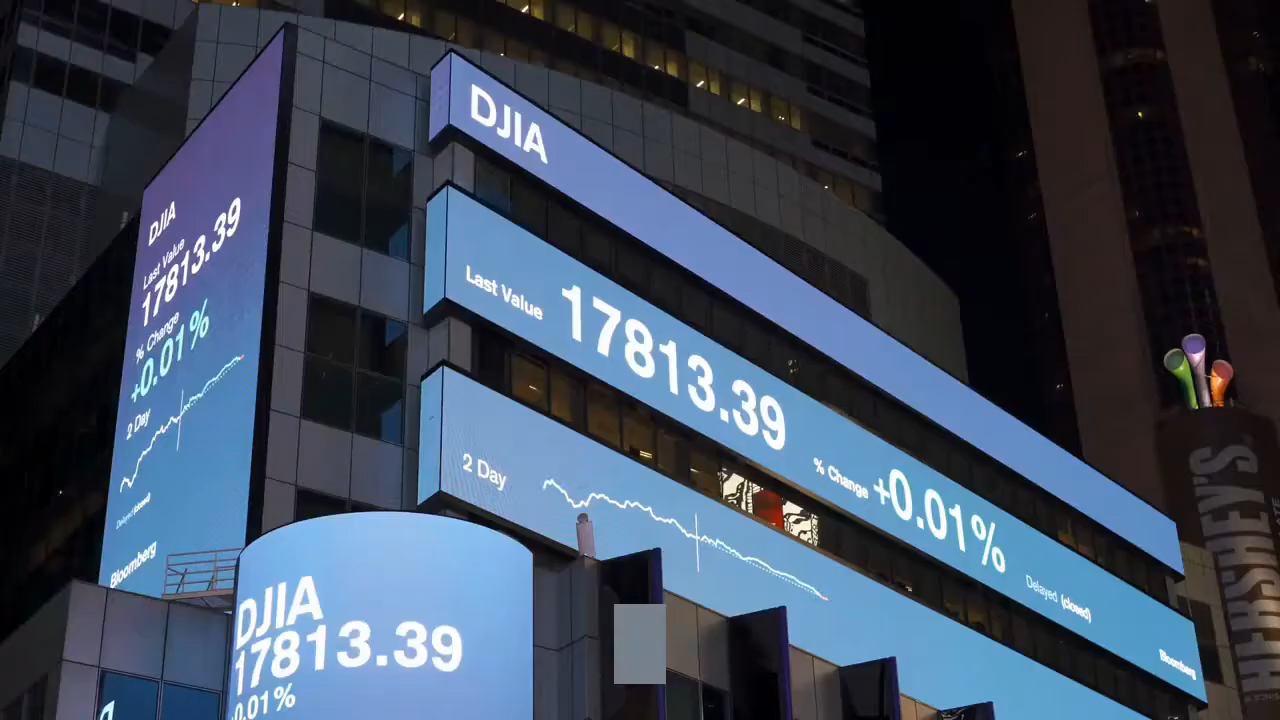 DJIA
Last Value
17813.39
% Change
+0.01%
2 Day
Delayed (closed)
Bloomberg
DJIA
Last Value 17813.39 % Change +0.01% Delayed (closed) Bloomberg
2 Day
DJIA
17813.39
0.01%
HERSHEY'S